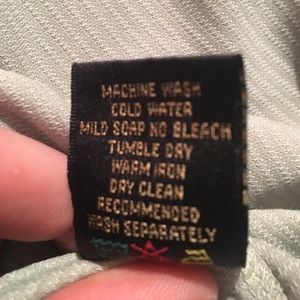 MACHINE WASH
COLD WATER
MILD SOAP NO BLEACH
TUMBLE DRY
WARM IRON
DRY CLEAN
RECOMMENDED
WASH SEPARATELY